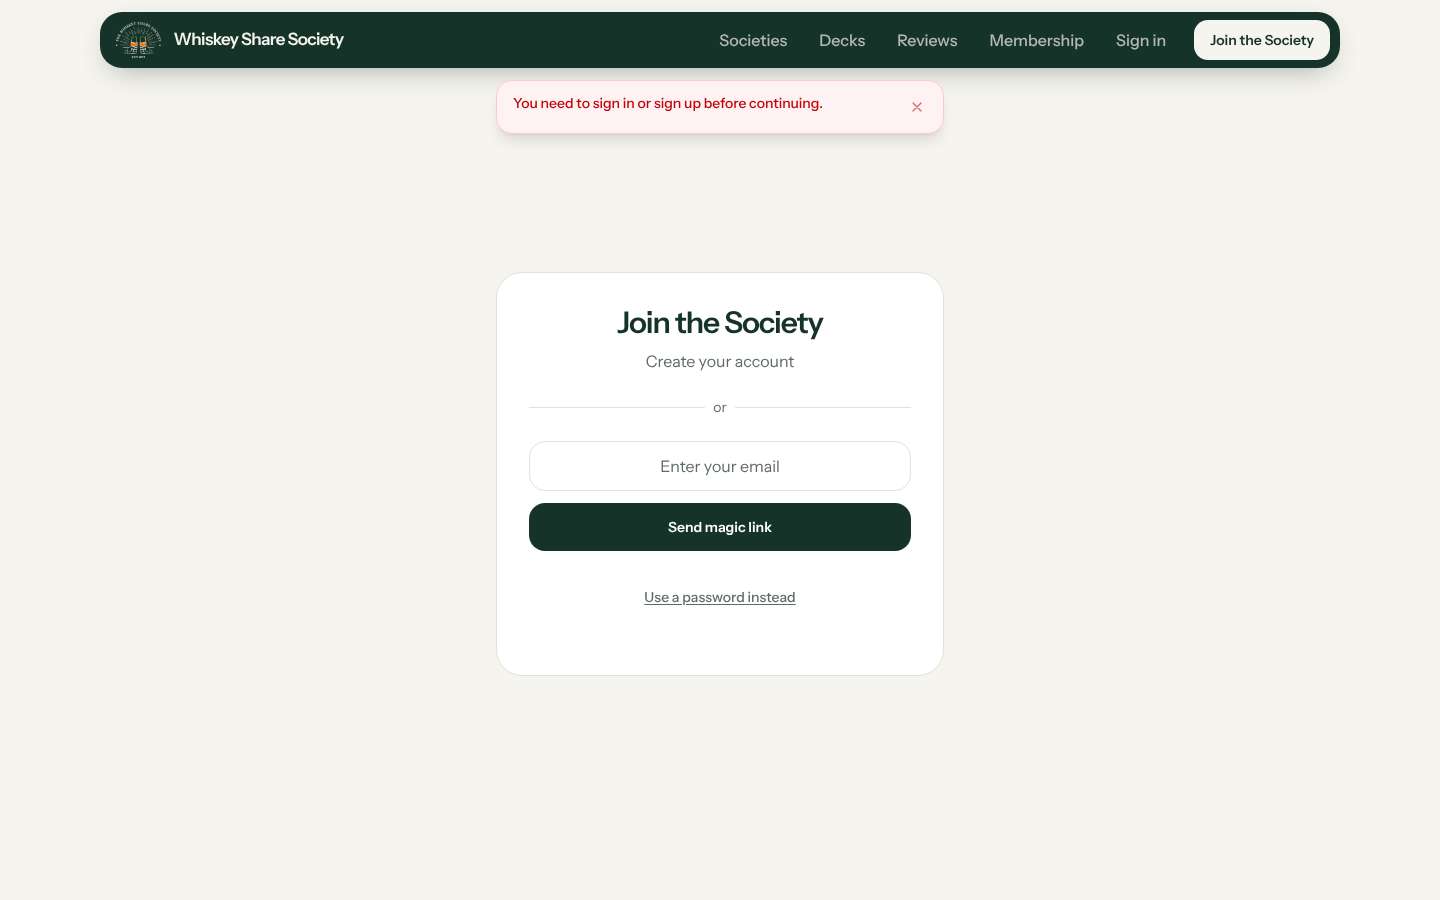 Whiskey Share Society
Societies
Decks
Reviews
Membership
Sign in
Join the Society
You need to sign in or sign up before continuing.
Join the Society
Create your account
or
Enter your email
Send magic link
Use a password instead